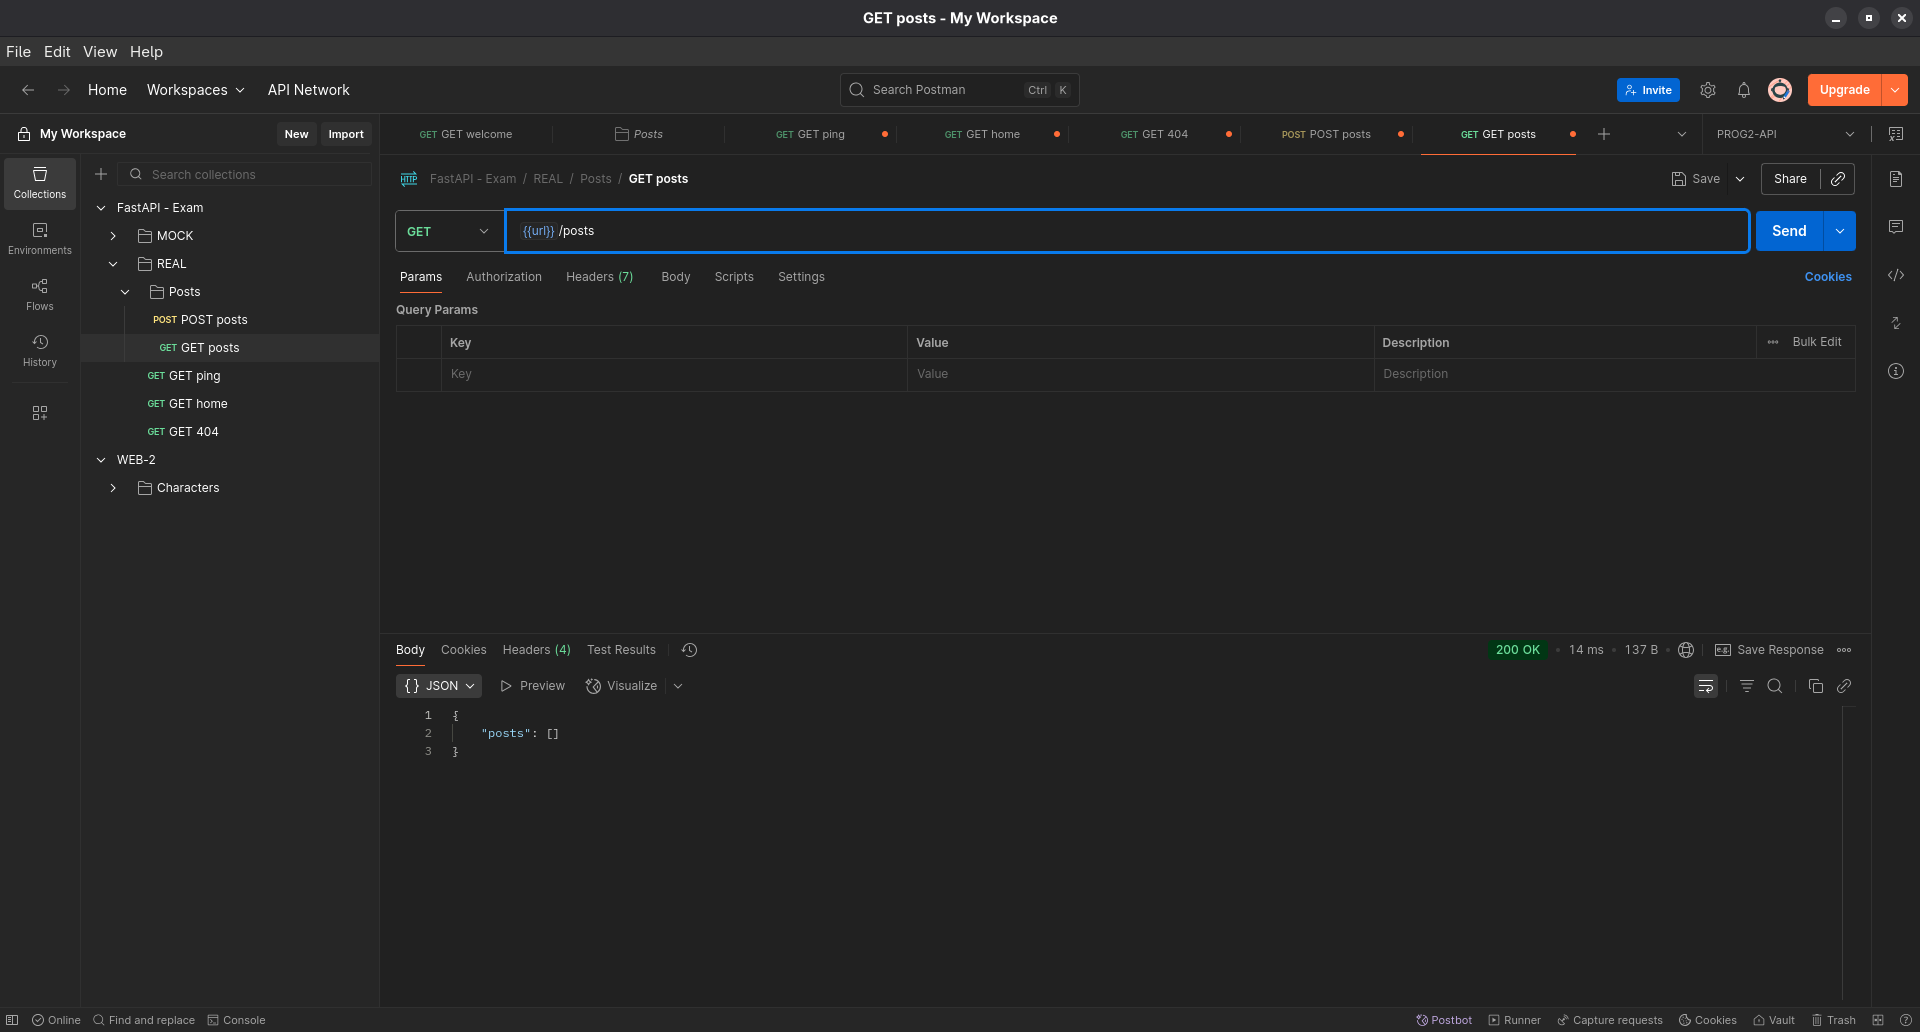 GET posts - My Workspace
File Edit View Help
Home Workspaces API Network Search Postman Ctrl K Invite Upgrade
My Workspace New Import
GET GET welcome Posts GET GET ping GET GET home GET GET 404 POST POST posts GET GET posts PROG2-API
Collections
Environments
Flows
History
Search collections
FastAPI - Exam
MOCK
REAL
Posts
POST POST posts
GET GET posts
GET GET ping
GET GET home
GET GET 404
WEB-2
Characters
HTTP FastAPI - Exam / REAL / Posts / GET posts Save Share
GET {{url}} /posts Send
Params Authorization Headers (7) Body Scripts Settings Cookies
Query Params
Key Value Description Bulk Edit
Key Value Description
Body Cookies Headers (4) Test Results 200 OK • 14 ms • 137 B • e.g. Save Response
{} JSON Preview Visualize
1 {
2 "posts": []
3 }
Online Find and replace Console Postbot Runner Capture requests Cookies Vault Trash